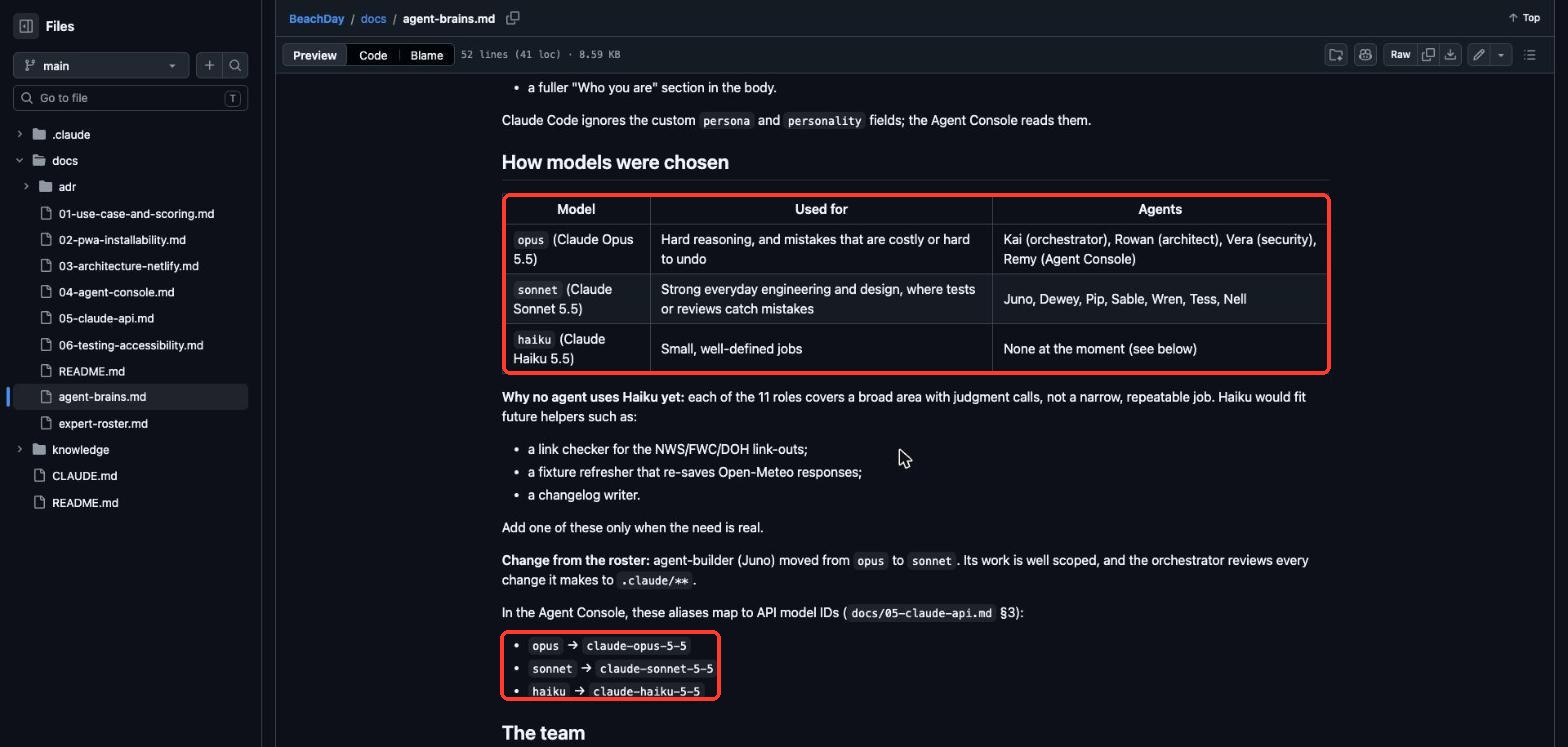 Files
main
Go to file
T
.claude
docs
adr
01-use-case-and-scoring.md
02-pwa-installability.md
03-architecture-netlify.md
04-agent-console.md
05-claude-api.md
06-testing-accessibility.md
README.md
agent-brains.md
expert-roster.md
knowledge
CLAUDE.md
README.md
BeachDay / docs / agent-brains.md
Top
Preview Code Blame 52 lines (41 loc) · 8.59 KB
Raw
• a fuller "Who you are" section in the body.
Claude Code ignores the custom persona and personality fields; the Agent Console reads them.
How models were chosen
Model Used for Agents
opus (Claude Opus
5.5)
Hard reasoning, and mistakes that are costly or hard
to undo
Kai (orchestrator), Rowan (architect), Vera (security),
Remy (Agent Console)
sonnet (Claude
Sonnet 5.5)
Strong everyday engineering and design, where tests
or reviews catch mistakes
Juno, Dewey, Pip, Sable, Wren, Tess, Nell
haiku (Claude
Haiku 5.5)
Small, well-defined jobs
None at the moment (see below)
Why no agent uses Haiku yet: each of the 11 roles covers a broad area with judgment calls, not a narrow, repeatable job. Haiku would fit
future helpers such as:
• a link checker for the NWS/FWC/DOH link-outs;
• a fixture refresher that re-saves Open-Meteo responses;
• a changelog writer.
Add one of these only when the need is real.
Change from the roster: agent-builder (Juno) moved from opus to sonnet. Its work is well scoped, and the orchestrator reviews every
change it makes to .claude/**.
In the Agent Console, these aliases map to API model IDs (docs/05-claude-api.md §3):
• opus → claude-opus-5-5
• sonnet → claude-sonnet-5-5
• haiku → claude-haiku-5-5
The team